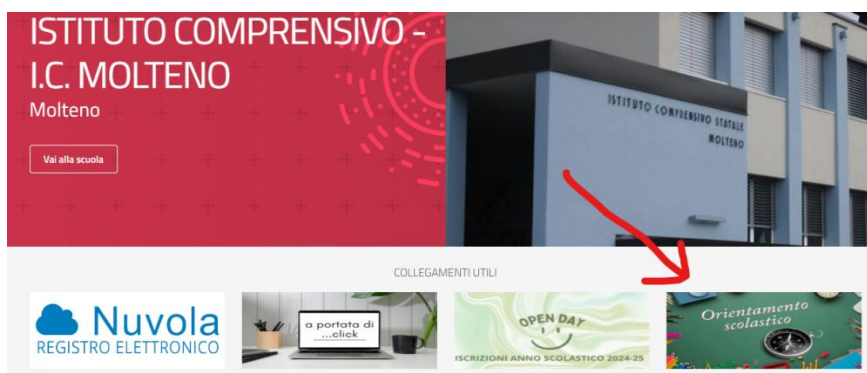 ISTITUTO COMPRENSIVO -
I.C. MOLTENO
Molteno
Vai alla scuola
ISTITUTO COMPRENSIVO STATALE
MOLTENO
COLLEGAMENTI UTILI
Nuvola
REGISTRO ELETTRONICO
a portata di
...click
OPEN DAY
ISCRIZIONI ANNO SCOLASTICO 2024-25
Orientamento
scolastico